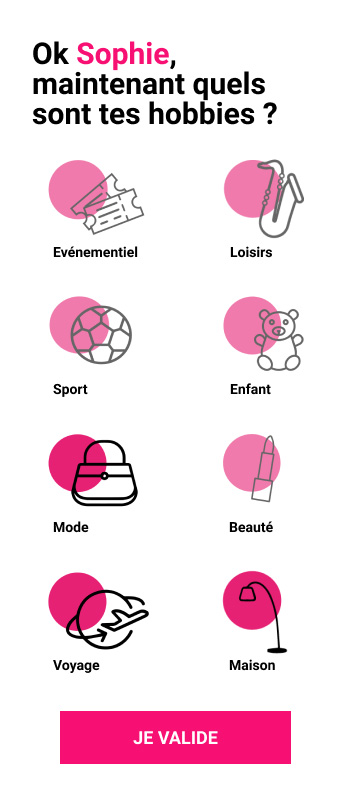 Ok Sophie,
maintenant quels
sont tes hobbies ?
Evénementiel
Loisirs
Sport
Enfant
Mode
Beauté
Voyage
Maison
JE VALIDE